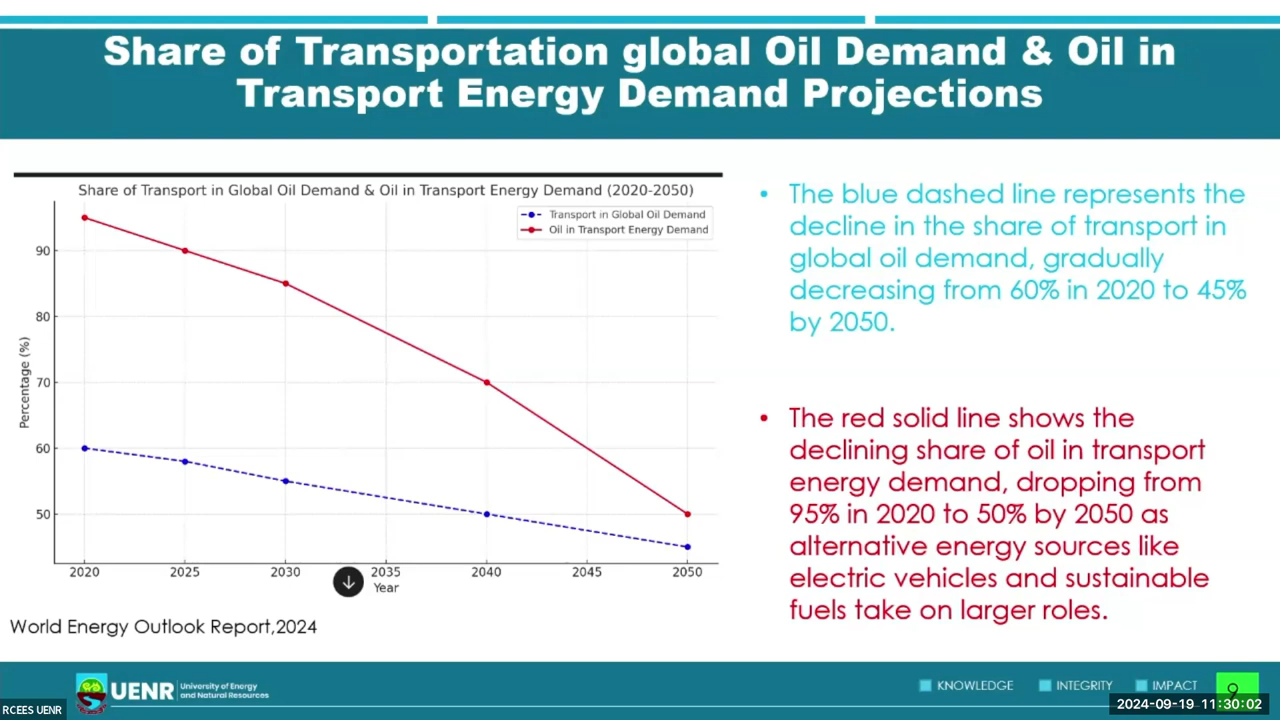 Share of Transportation global Oil Demand & Oil in
Transport Energy Demand Projections
Share of Transport in Global Oil Demand & Oil in Transport Energy Demand (2020-2050)
Transport in Global Oil Demand
Oil in Transport Energy Demand
Percentage (%)
90
80
70
60
50
2020 2025 2030 2035 2040 2045 2050
Year
World Energy Outlook Report,2024
• The blue dashed line represents the
decline in the share of transport in
global oil demand, gradually
decreasing from 60% in 2020 to 45%
by 2050.
• The red solid line shows the
declining share of oil in transport
energy demand, dropping from
95% in 2020 to 50% by 2050 as
alternative energy sources like
electric vehicles and sustainable
fuels take on larger roles.
UENR
University of Energy
and Natural Resources
KNOWLEDGE INTEGRITY IMPACT
9
RCEES UENR
2024-09-19 11:30:02